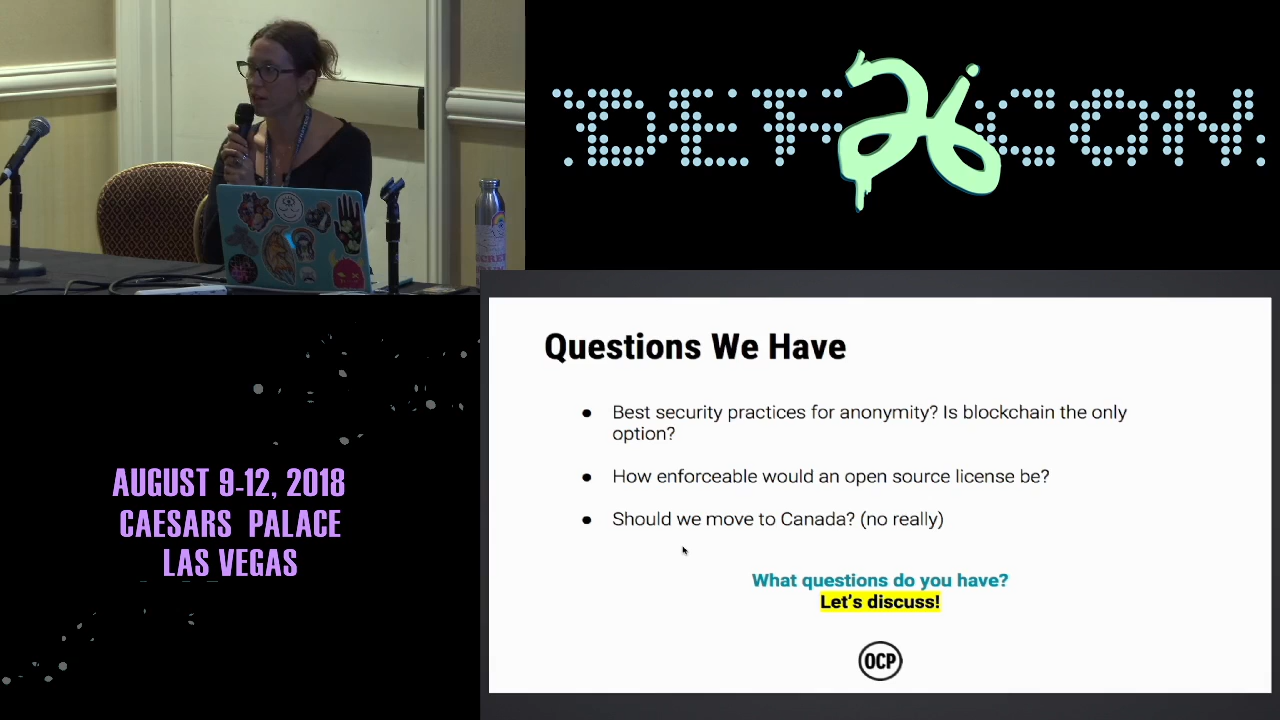 DEF 26 CON
AUGUST 9-12, 2018
CAESARS PALACE
LAS VEGAS
Questions We Have
● Best security practices for anonymity? Is blockchain the only
option?
● How enforceable would an open source license be?
● Should we move to Canada? (no really)
What questions do you have?
Let's discuss!
OCP